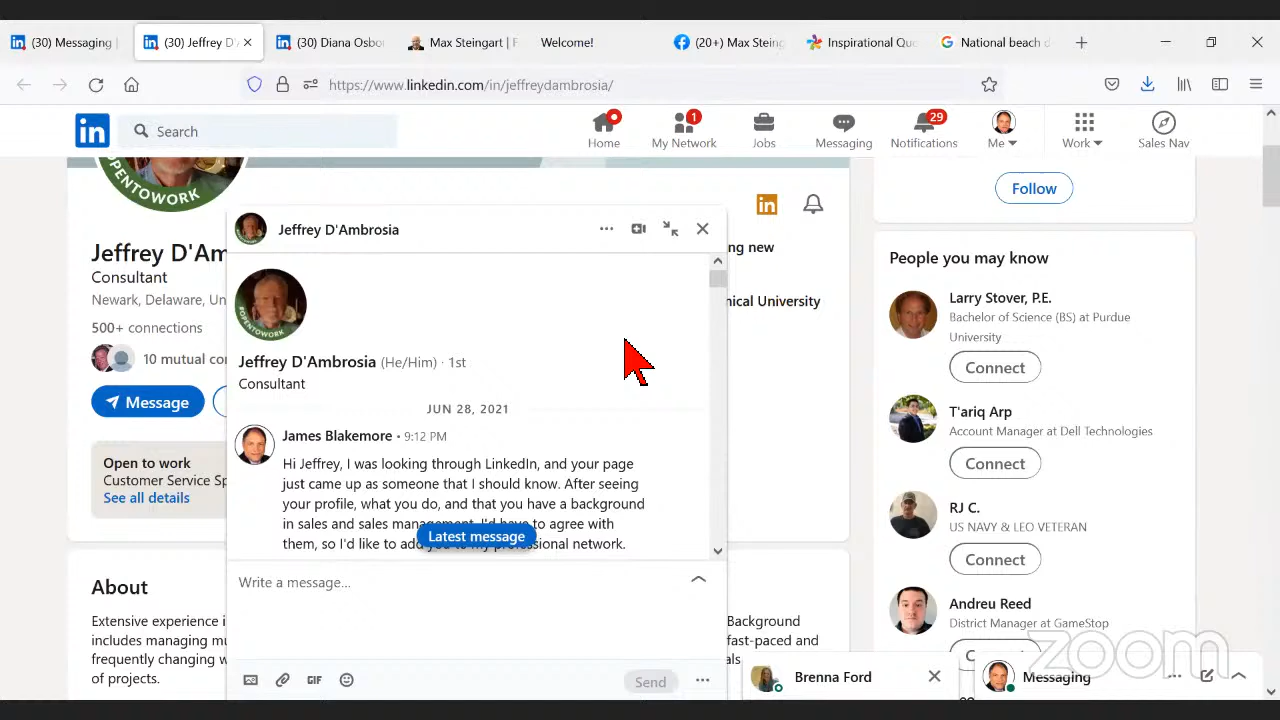 (30) Messaging
(30) Jeffrey D'A
(30) Diana Osbo
Max Steingart | F
Welcome!
(20+) Max Stein
Inspirational Qu
National beach d
https://www.linkedin.com/in/jeffreydambrosia/
in
Search
Home
1
My Network
Jobs
Messaging
29
Notifications
Me
Work
Sales Nav
#OPENTOWORK
Jeffrey D'Am
Consultant
Newark, Delaware, Un
500+ connections
10 mutual con
Message
Open to work
Customer Service Sp
See all details
ng new
nical University
Jeffrey D'Ambrosia
#OPENTOWORK
Jeffrey D'Ambrosia (He/Him) · 1st
Consultant
JUN 28, 2021
James Blakemore • 9:12 PM
Hi Jeffrey, I was looking through LinkedIn, and your page
just came up as someone that I should know. After seeing
your profile, what you do, and that you have a background
in sales and sales management, I'd have to agree with
them, so I'd like to add you to my professional network.
Latest message
Write a message...
GIF
Send
About
Extensive experience i
includes managing mu
frequently changing w
of projects.
Background
fast-paced and
als
Follow
People you may know
Larry Stover, P.E.
Bachelor of Science (BS) at Purdue
University
Connect
T'ariq Arp
Account Manager at Dell Technologies
Connect
RJ C.
US NAVY & LEO VETERAN
Connect
Andreu Reed
District Manager at GameStop
C
Brenna Ford
Messaging
zoom